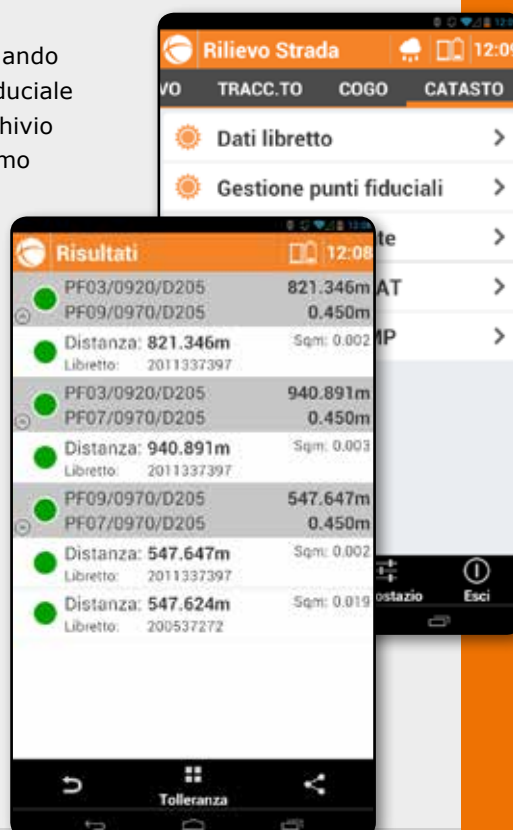 ando
duciale
hivio
mo
Rilievo Strada 12:09
VO TRACC.TO COGO CATASTO
Dati libretto
Gestione punti fiduciali
te
AT
MP
ostazio Esci
12:08
Risultati 12:08
PF03/0920/D205 821.346m
PF09/0970/D205 0.450m
Distanza: 821.346m Sqm: 0.002
Libretto: 2011337397
PF03/0920/D205 940.891m
PF07/0970/D205 0.450m
Distanza: 940.891m Sqm: 0.003
Libretto: 2011337397
PF09/0970/D205 547.647m
PF07/0970/D205 0.450m
Distanza: 547.647m Sqm: 0.002
Libretto: 2011337397
Distanza: 547.624m Sqm: 0.019
Libretto: 200537272
Tolleranza